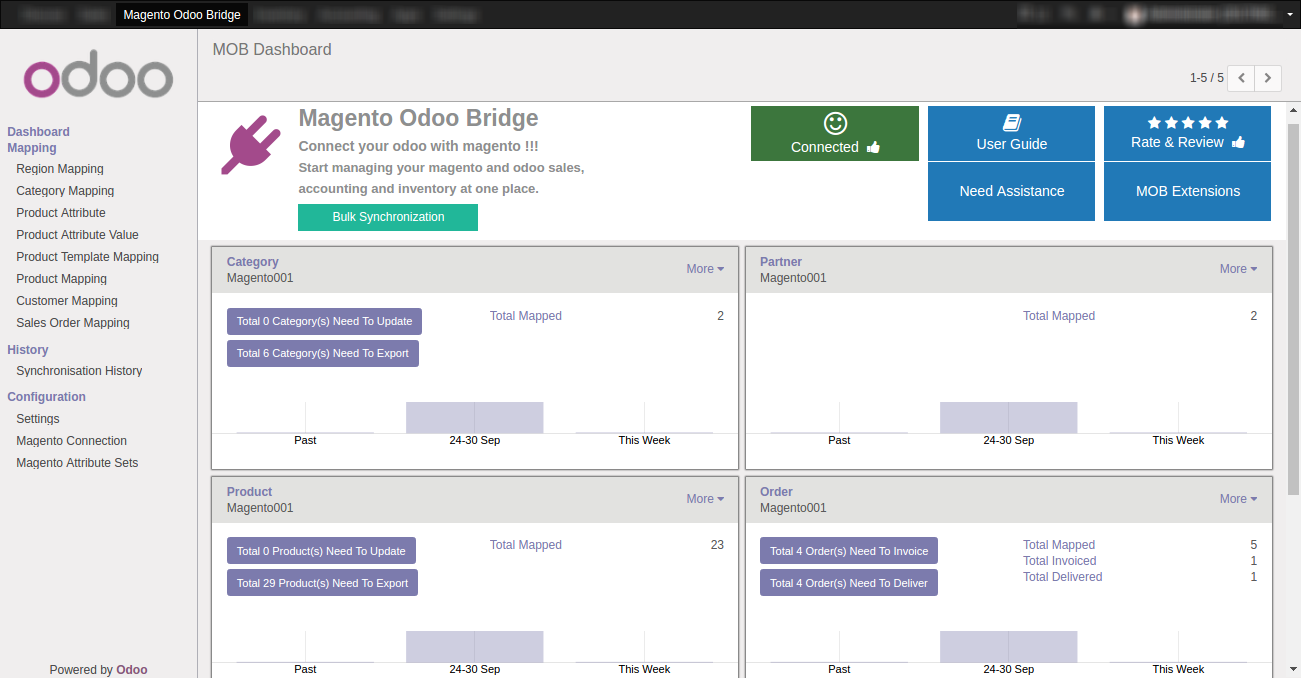 Magento Odoo Bridge
odoo
MOB Dashboard
1-5 / 5
Dashboard
Mapping
Region Mapping
Category Mapping
Product Attribute
Product Attribute Value
Product Template Mapping
Product Mapping
Customer Mapping
Sales Order Mapping
History
Synchronisation History
Configuration
Settings
Magento Connection
Magento Attribute Sets
Powered by Odoo
Magento Odoo Bridge
Connect your odoo with magento !!!
Start managing your magento and odoo sales,
accounting and inventory at one place.
Bulk Synchronization
Connected
User Guide
Rate & Review
Need Assistance
MOB Extensions
Category
Magento001
More
Total 0 Category(s) Need To Update
Total 6 Category(s) Need To Export
Total Mapped 2
Past 24-30 Sep This Week
Partner
Magento001
More
Total Mapped 2
Past 24-30 Sep This Week
Product
Magento001
More
Total 0 Product(s) Need To Update
Total 29 Product(s) Need To Export
Total Mapped 23
Past 24-30 Sep This Week
Order
Magento001
More
Total 4 Order(s) Need To Invoice
Total 4 Order(s) Need To Deliver
Total Mapped 5
Total Invoiced 1
Total Delivered 1
Past 24-30 Sep This Week